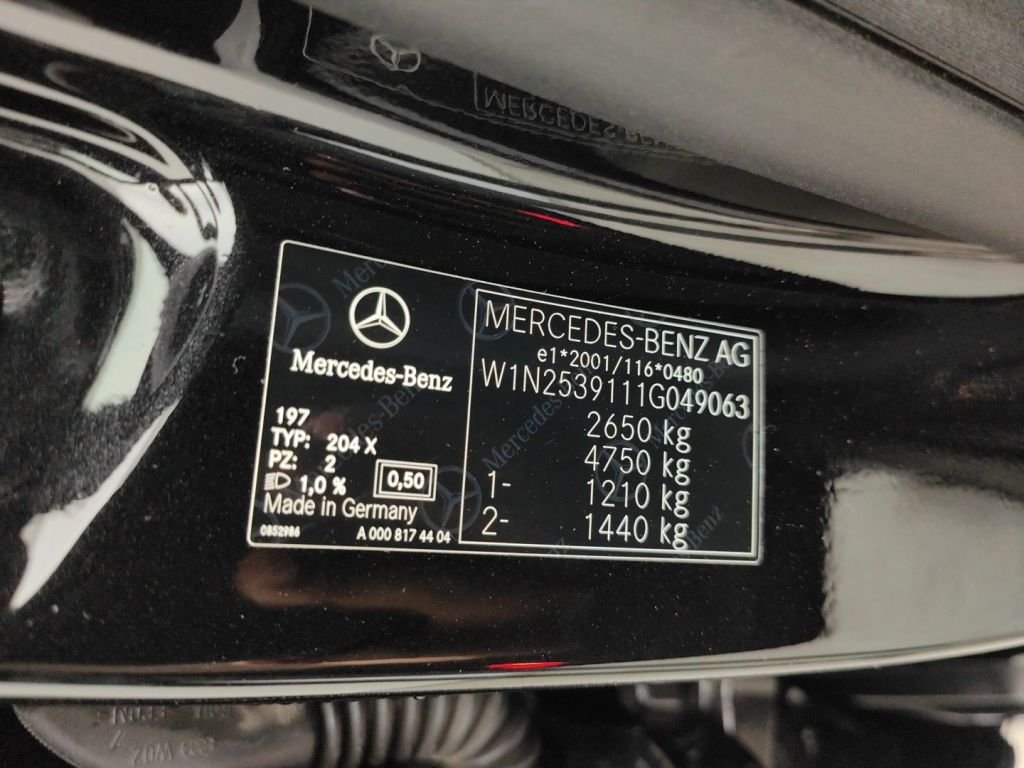 Mercedes-Benz
197
TYP: 204 X
PZ: 2
1,0 %
0,50
Made in Germany
0852986
A 000 817 44 04
MERCEDES-BENZ AG
e1*2001/116*0480
W1N2539111G049063
2650 kg
4750 kg
1- 1210 kg
2- 1440 kg